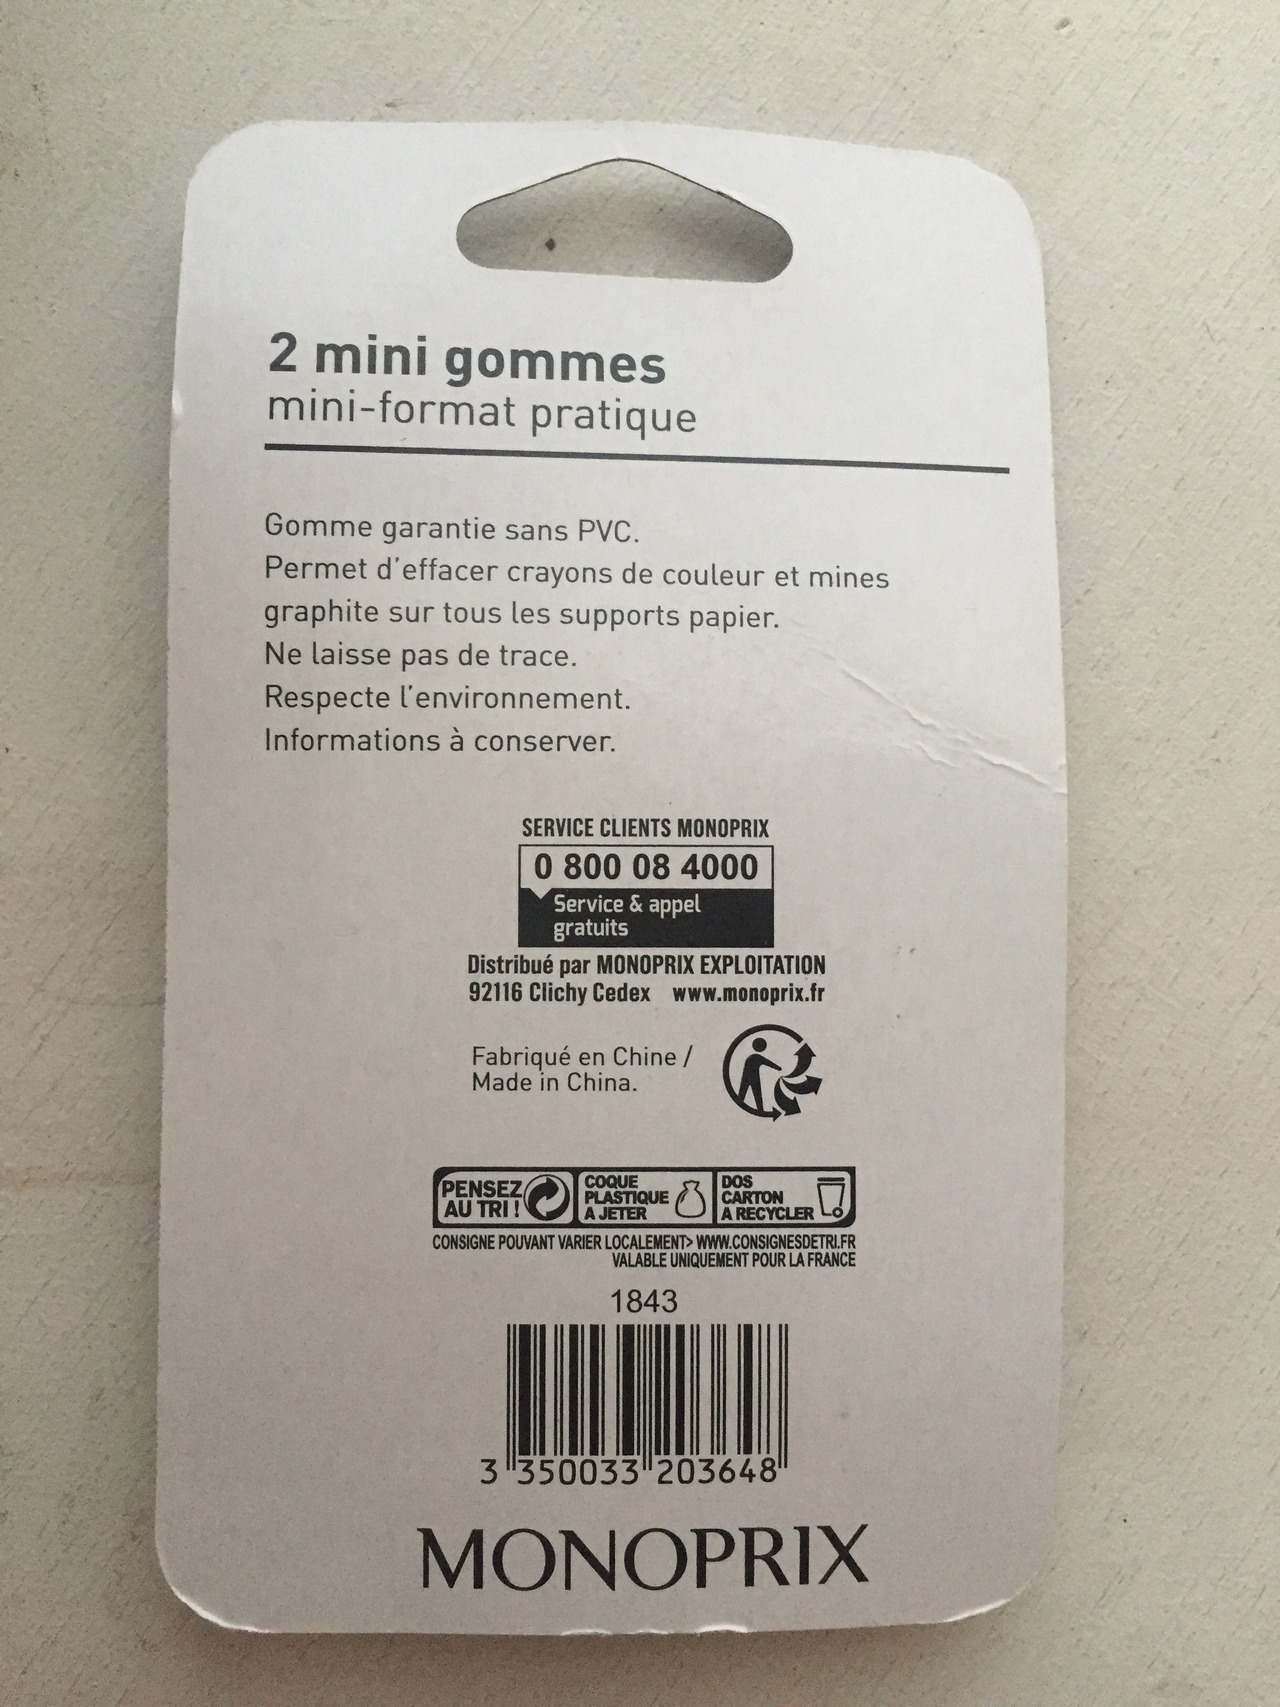 2 mini gommes
mini-format pratique
Gomme garantie sans PVC.
Permet d'effacer crayons de couleur et mines
graphite sur tous les supports papier.
Ne laisse pas de trace.
Respecte l'environnement.
Informations à conserver.
SERVICE CLIENTS MONOPRIX
0 800 08 4000
Service & appel
gratuits
Distribué par MONOPRIX EXPLOITATION
92116 Clichy Cedex www.monoprix.fr
Fabriqué en Chine /
Made in China.
PENSEZ
AU TRI !
COQUE
PLASTIQUE
A JETER
DOS
CARTON
A RECYCLER
CONSIGNE POUVANT VARIER LOCALEMENT> WWW.CONSIGNESDETRI.FR
VALABLE UNIQUEMENT POUR LA FRANCE
1843
3 350033 203648
MONOPRIX